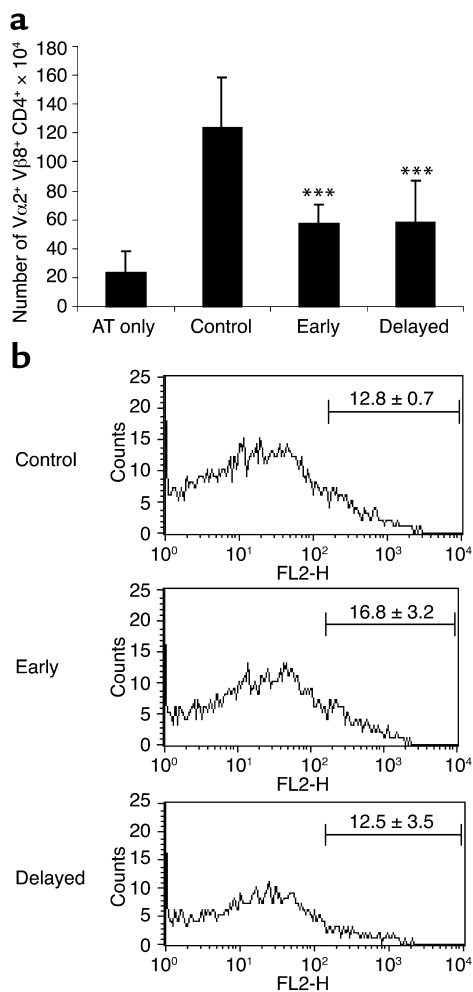 a
Number of Vα2⁺ Vβ8⁺ CD4⁺ × 10⁴
180
160
140
120
100
80
60
40
20
0
***
***
AT only Control Early Delayed
b
Control
Counts
25
20
15
10
5
0
12.8 ± 0.7
10⁰ 10¹ 10² 10³ 10⁴
FL2-H
Early
Counts
25
20
15
10
5
0
16.8 ± 3.2
10⁰ 10¹ 10² 10³ 10⁴
FL2-H
Delayed
Counts
25
20
15
10
5
0
12.5 ± 3.5
10⁰ 10¹ 10² 10³ 10⁴
FL2-H